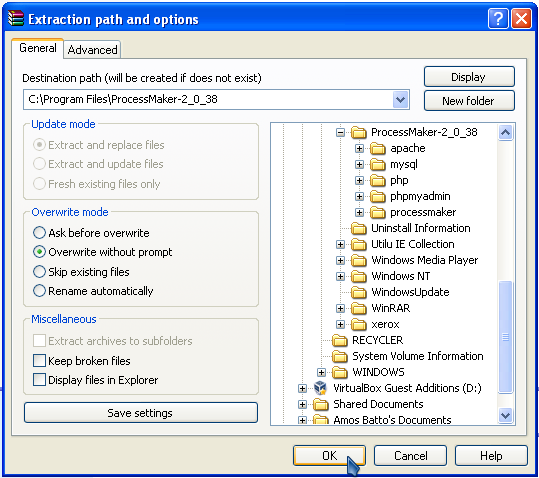 Extraction path and options
General
Advanced
Destination path (will be created if does not exist)
C:\Program Files\ProcessMaker-2_0_38
Display
New folder
Update mode
Extract and replace files
Extract and update files
Fresh existing files only
Overwrite mode
Ask before overwrite
Overwrite without prompt
Skip existing files
Rename automatically
Miscellaneous
Extract archives to subfolders
Keep broken files
Display files in Explorer
Save settings
ProcessMaker-2_0_38
apache
mysql
php
phpmyadmin
processmaker
Uninstall Information
Utilu IE Collection
Windows Media Player
Windows NT
WindowsUpdate
WinRAR
xerox
RECYCLER
System Volume Information
WINDOWS
VirtualBox Guest Additions (D:)
Shared Documents
Amos Batto's Documents
OK
Cancel
Help